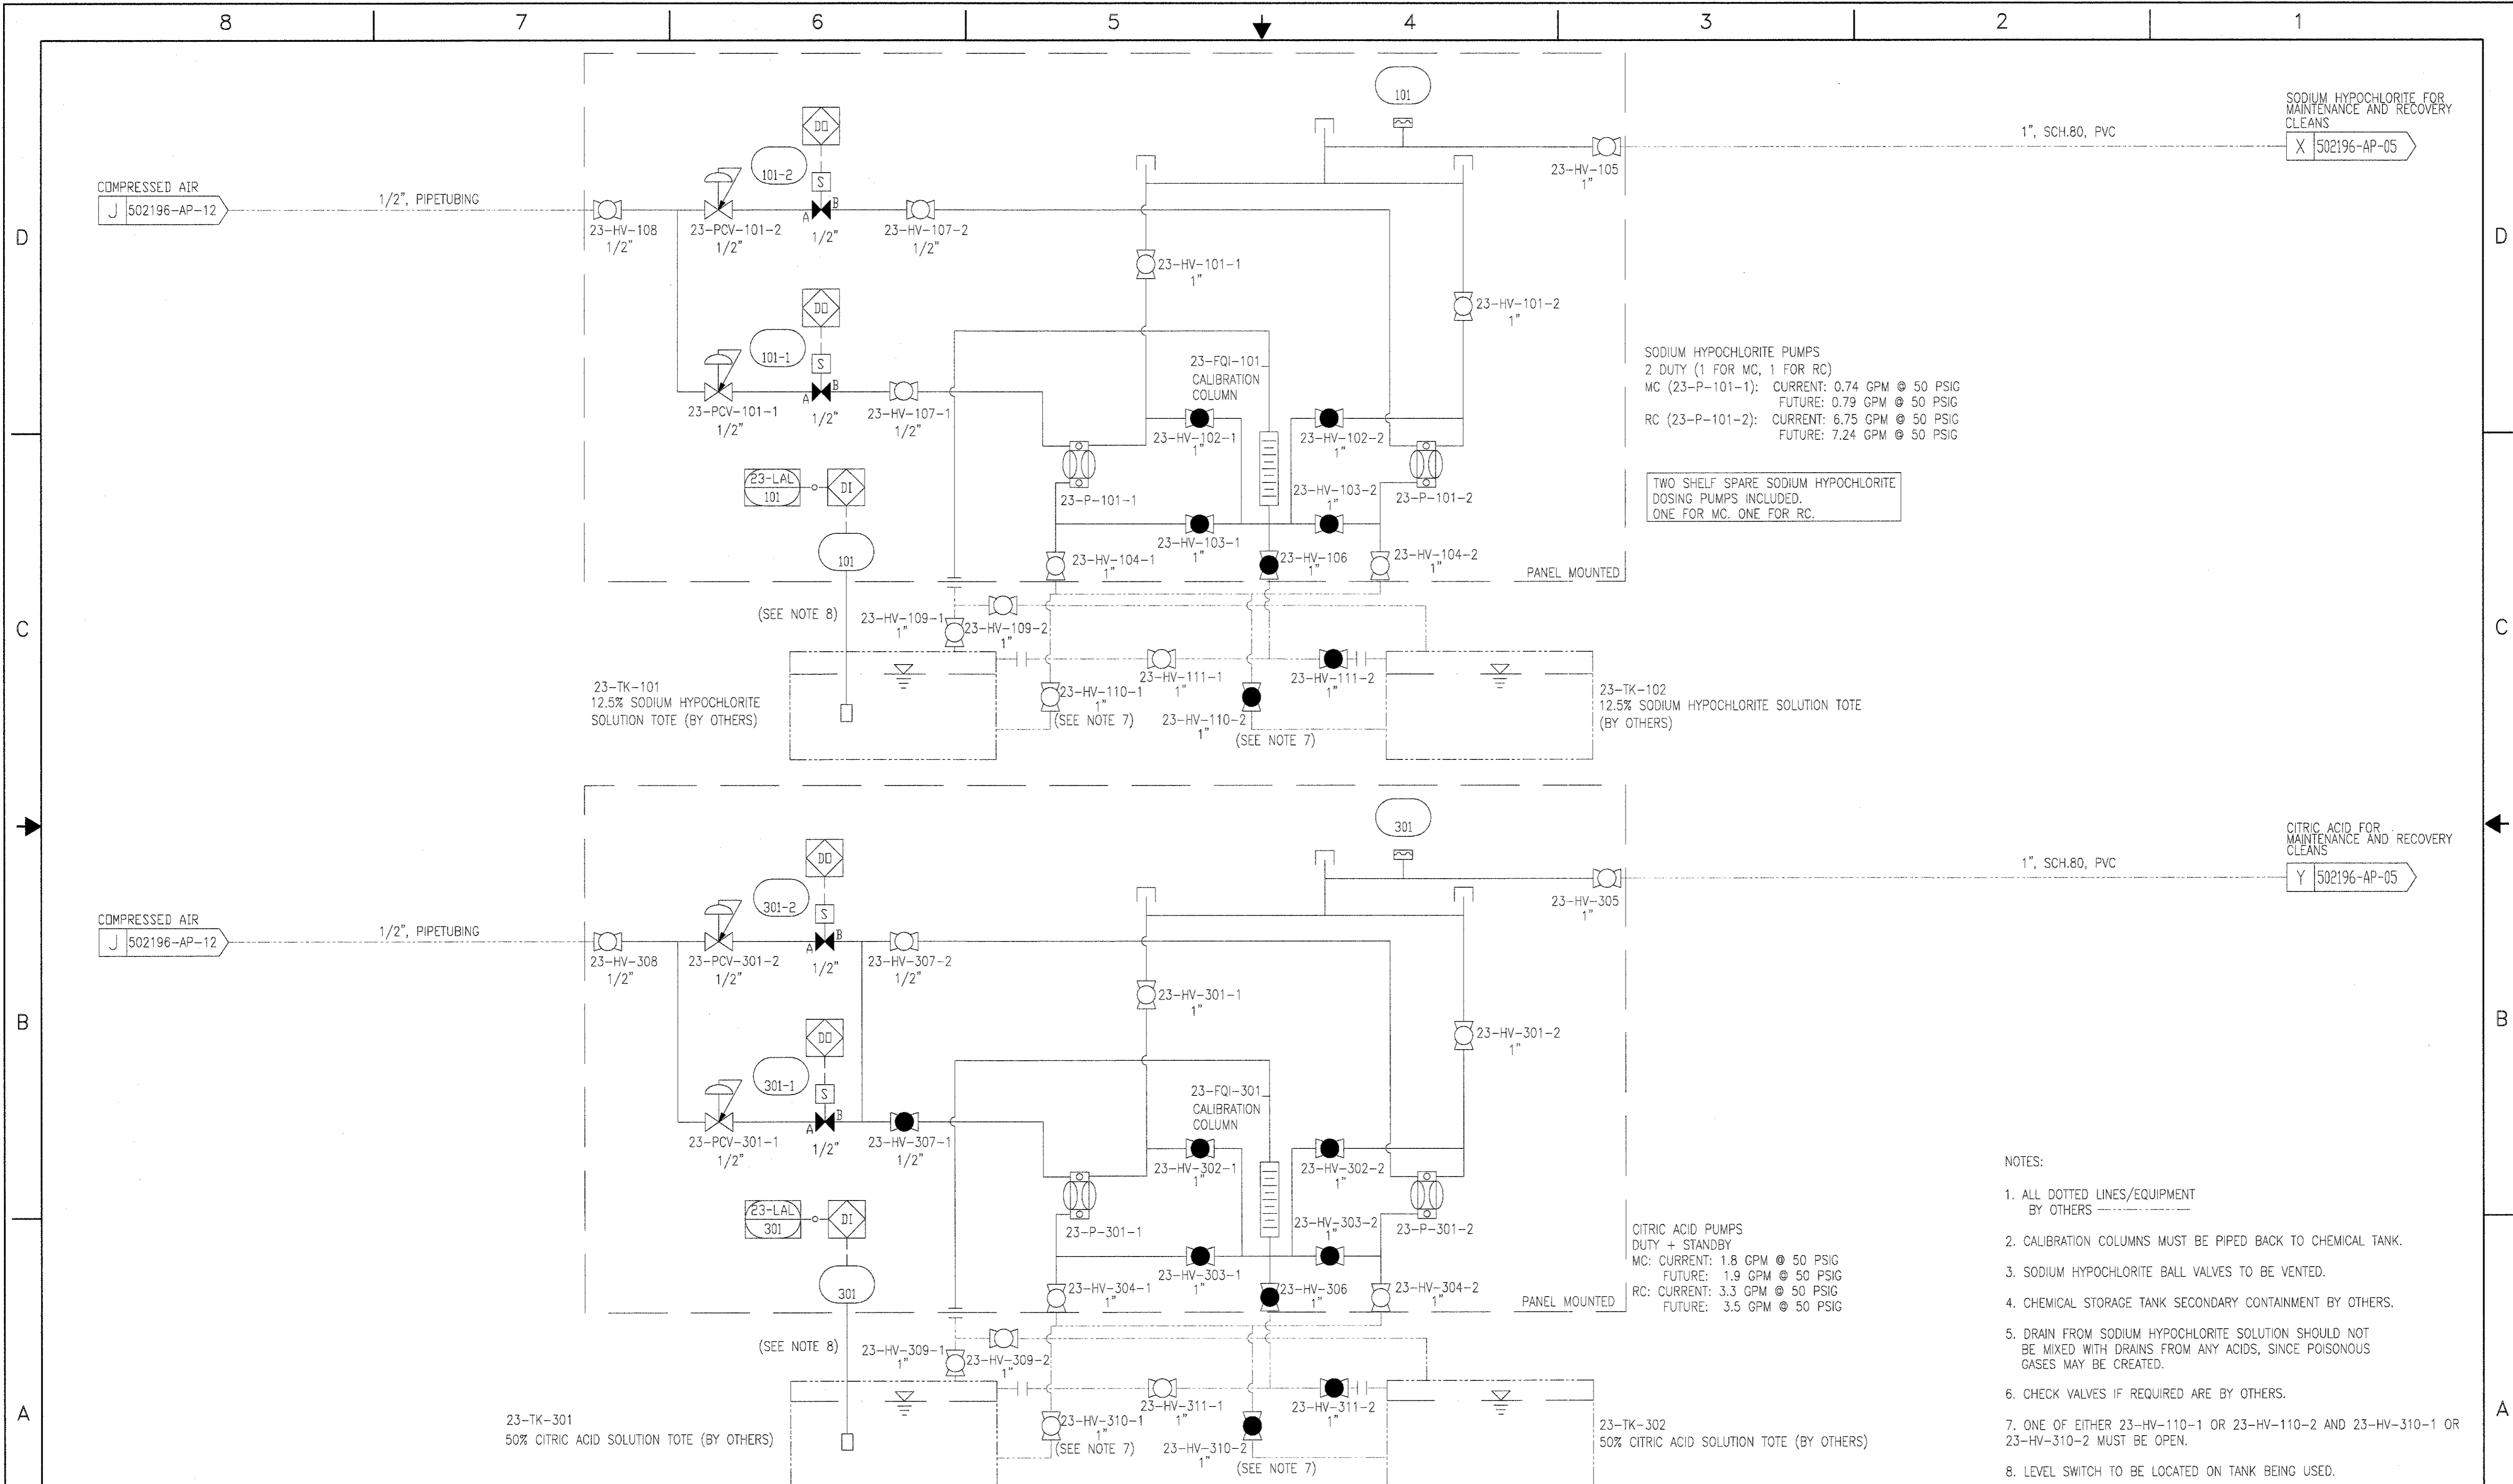 8 7 6 5 4 3 2 1
D
C
B
A
D
C
B
A
COMPRESSED AIR
J 502196-AP-12
1/2", PIPETUBING
23-HV-108
1/2"
23-PCV-101-2
1/2"
101-2
DO
S
A B
1/2"
23-HV-107-2
1/2"
101-1
DO
S
A B
23-PCV-101-1
1/2"
1/2"
23-HV-107-1
1/2"
101
23-HV-105
1"
1", SCH.80, PVC
SODIUM HYPOCHLORITE FOR
MAINTENANCE AND RECOVERY
CLEANS
X 502196-AP-05
23-HV-101-1
1"
23-HV-101-2
1"
23-FQI-101
CALIBRATION
COLUMN
23-HV-102-1
1"
23-HV-102-2
1"
23-P-101-1
23-HV-103-2
1"
23-P-101-2
23-HV-103-1
1"
23-HV-104-1
1"
23-HV-106
1"
23-HV-104-2
1"
PANEL MOUNTED
23-LAL
101
DI
101
SODIUM HYPOCHLORITE PUMPS
2 DUTY (1 FOR MC, 1 FOR RC)
MC (23-P-101-1): CURRENT: 0.74 GPM @ 50 PSIG
FUTURE: 0.79 GPM @ 50 PSIG
RC (23-P-101-2): CURRENT: 6.75 GPM @ 50 PSIG
FUTURE: 7.24 GPM @ 50 PSIG
TWO SHELF SPARE SODIUM HYPOCHLORITE
DOSING PUMPS INCLUDED.
ONE FOR MC. ONE FOR RC.
(SEE NOTE 8)
23-HV-109-1
1"
23-HV-109-2
1"
23-HV-111-1
1"
23-HV-111-2
1"
23-HV-110-1
1"
(SEE NOTE 7)
23-HV-110-2
1"
(SEE NOTE 7)
23-TK-101
12.5% SODIUM HYPOCHLORITE
SOLUTION TOTE (BY OTHERS)
23-TK-102
12.5% SODIUM HYPOCHLORITE SOLUTION TOTE
(BY OTHERS)
COMPRESSED AIR
J 502196-AP-12
1/2", PIPETUBING
23-HV-308
1/2"
23-PCV-301-2
1/2"
301-2
DO
S
A B
1/2"
23-HV-307-2
1/2"
301-1
DO
S
A B
23-PCV-301-1
1/2"
1/2"
23-HV-307-1
1/2"
301
23-HV-305
1"
1", SCH.80, PVC
CITRIC ACID FOR
MAINTENANCE AND RECOVERY
CLEANS
Y 502196-AP-05
23-HV-301-1
1"
23-HV-301-2
1"
23-FQI-301
CALIBRATION
COLUMN
23-HV-302-1
1"
23-HV-302-2
1"
23-P-301-1
23-HV-303-2
1"
23-P-301-2
23-HV-303-1
1"
23-HV-304-1
1"
23-HV-306
1"
23-HV-304-2
1"
PANEL MOUNTED
23-LAL
301
DI
301
CITRIC ACID PUMPS
DUTY + STANDBY
MC: CURRENT: 1.8 GPM @ 50 PSIG
FUTURE: 1.9 GPM @ 50 PSIG
RC: CURRENT: 3.3 GPM @ 50 PSIG
FUTURE: 3.5 GPM @ 50 PSIG
(SEE NOTE 8)
23-HV-309-1
1"
23-HV-309-2
1"
23-HV-311-1
1"
23-HV-311-2
1"
23-HV-310-1
1"
(SEE NOTE 7)
23-HV-310-2
1"
(SEE NOTE 7)
23-TK-301
50% CITRIC ACID SOLUTION TOTE (BY OTHERS)
23-TK-302
50% CITRIC ACID SOLUTION TOTE (BY OTHERS)
NOTES:
1. ALL DOTTED LINES/EQUIPMENT
BY OTHERS
2. CALIBRATION COLUMNS MUST BE PIPED BACK TO CHEMICAL TANK.
3. SODIUM HYPOCHLORITE BALL VALVES TO BE VENTED.
4. CHEMICAL STORAGE TANK SECONDARY CONTAINMENT BY OTHERS.
5. DRAIN FROM SODIUM HYPOCHLORITE SOLUTION SHOULD NOT
BE MIXED WITH DRAINS FROM ANY ACIDS, SINCE POISONOUS
GASES MAY BE CREATED.
6. CHECK VALVES IF REQUIRED ARE BY OTHERS.
7. ONE OF EITHER 23-HV-110-1 OR 23-HV-110-2 AND 23-HV-310-1 OR
23-HV-310-2 MUST BE OPEN.
8. LEVEL SWITCH TO BE LOCATED ON TANK BEING USED.